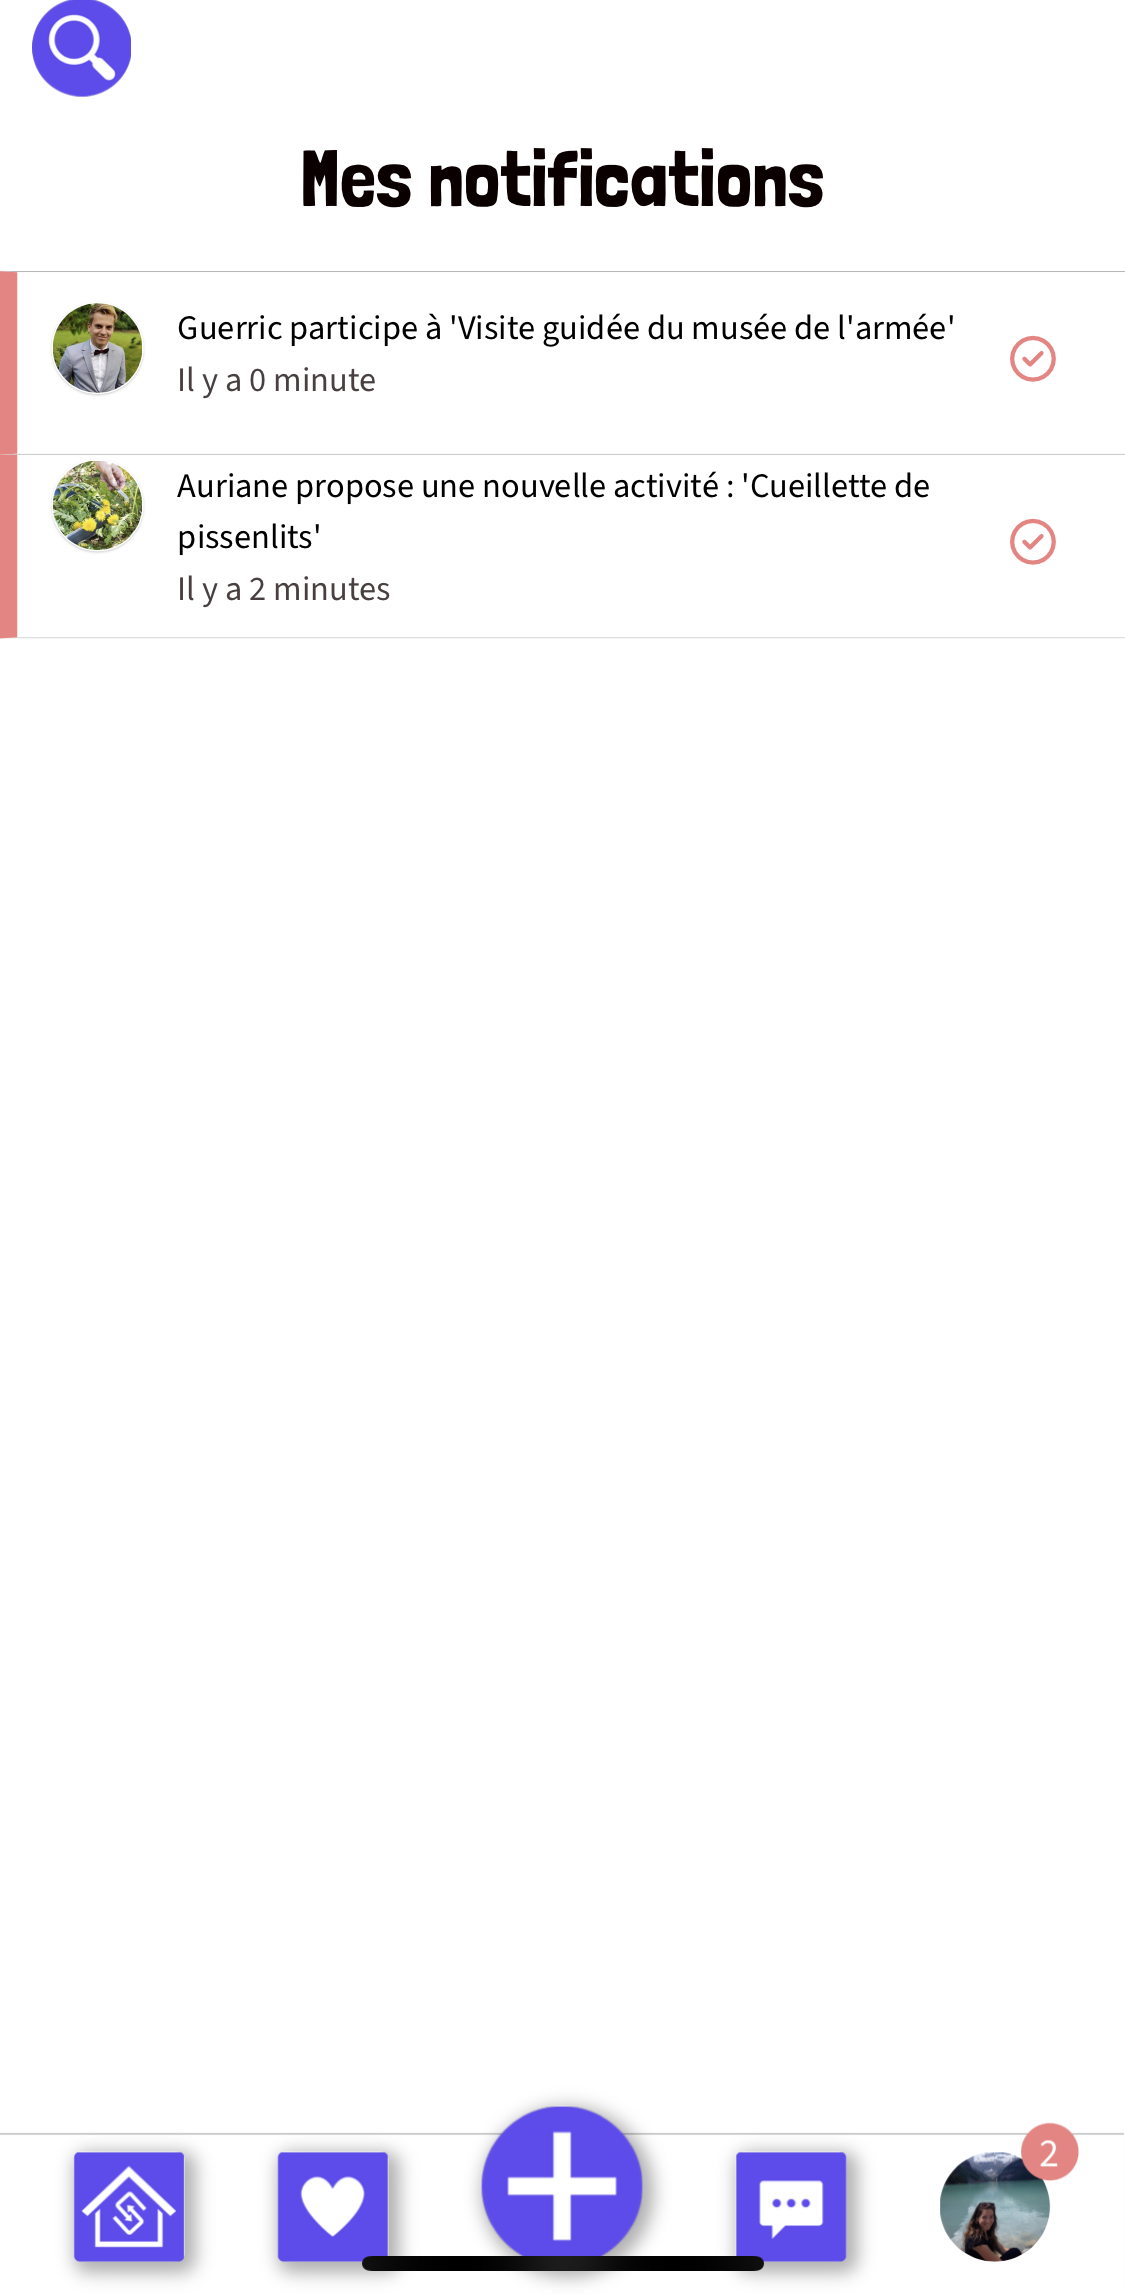 Mes notifications
Guerric participe à 'Visite guidée du musée de l'armée'
Il y a 0 minute
Auriane propose une nouvelle activité : 'Cueillette de
pissenlits'
Il y a 2 minutes
2